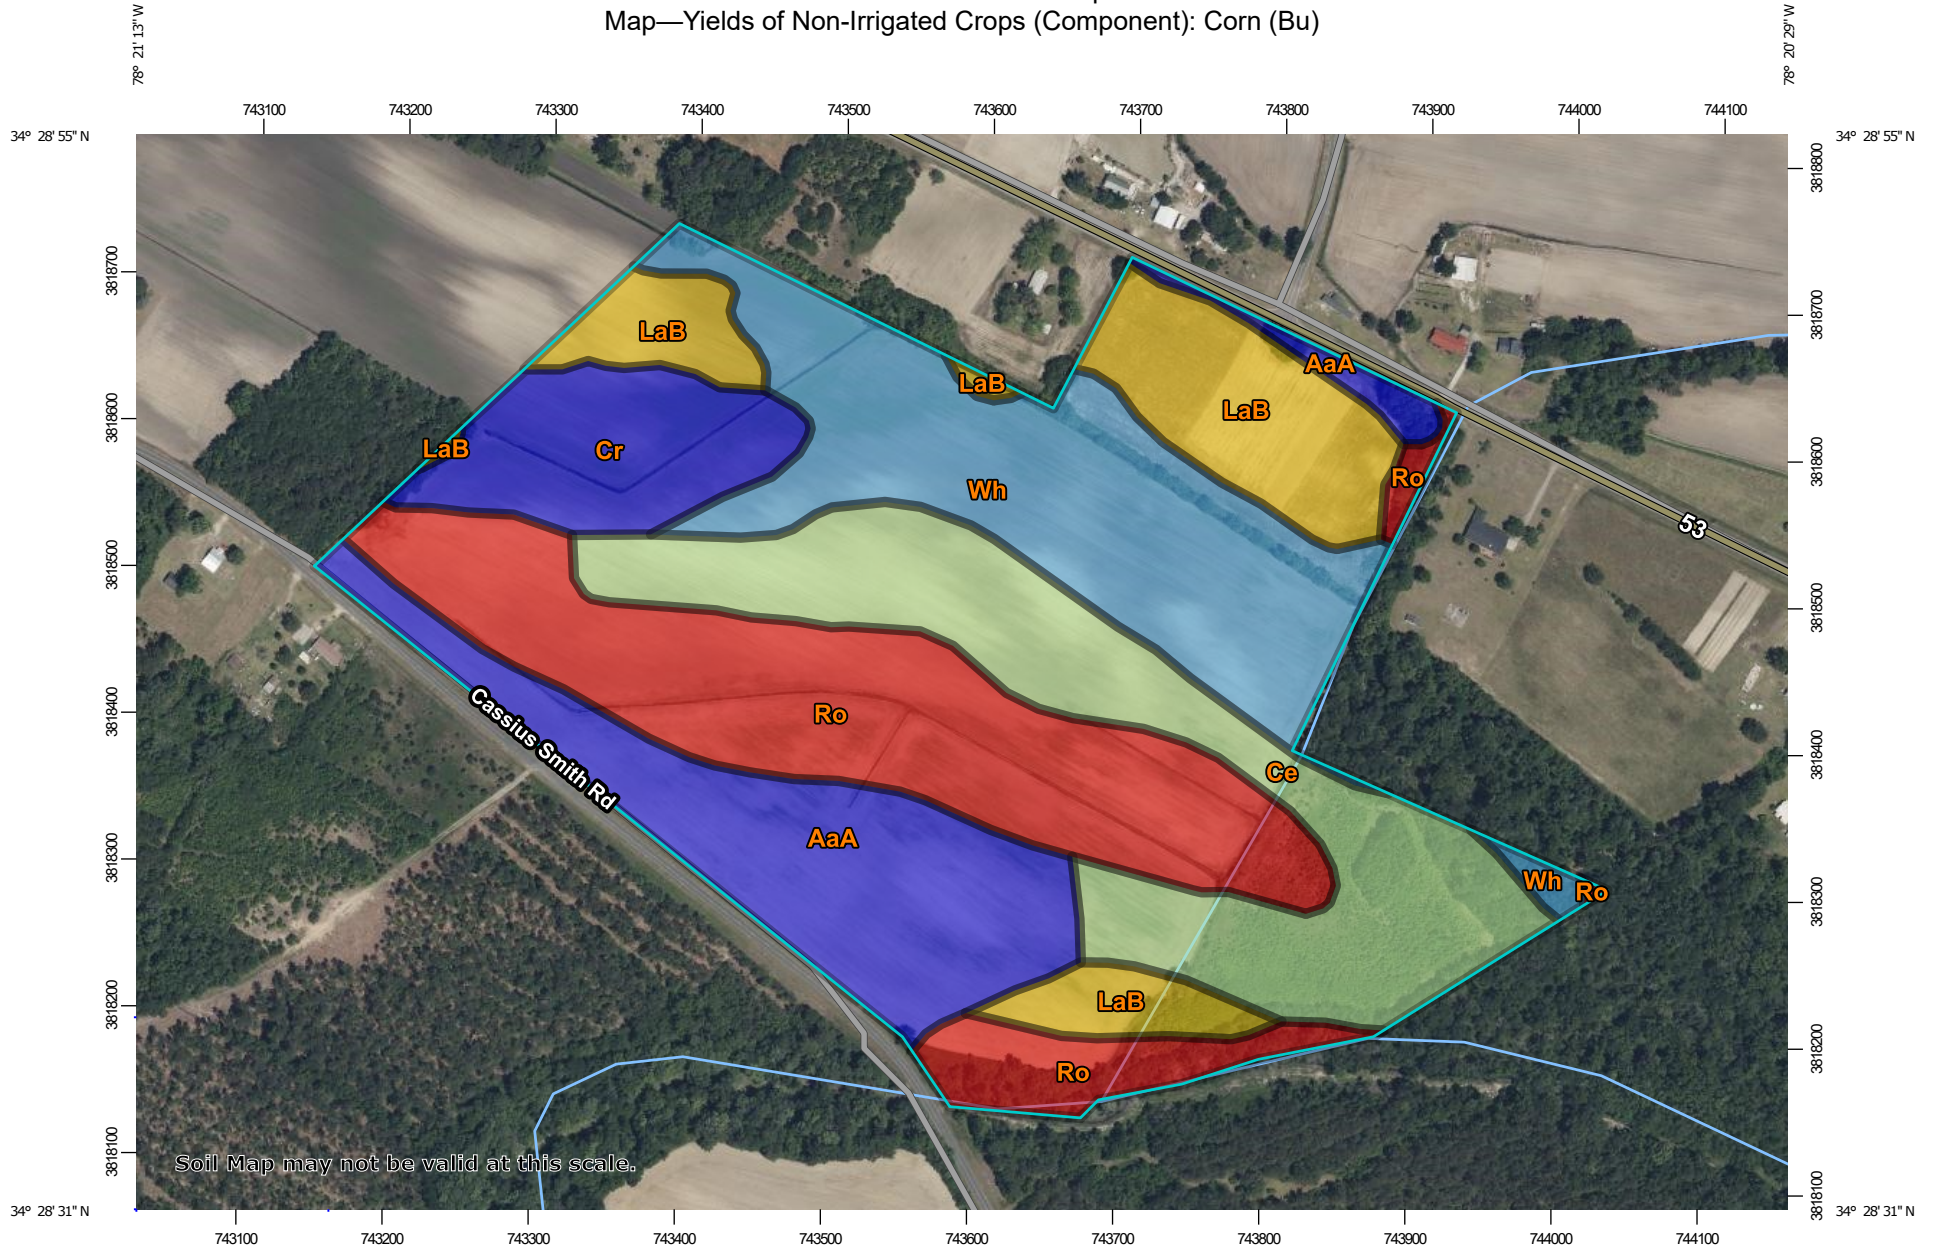 Map—Yields of Non-Irrigated Crops (Component): Corn (Bu)
78° 21' 13'' W
78° 20' 29'' W
743100 743200 743300 743400 743500 743600 743700 743800 743900 744000 744100
34° 28' 55'' N
34° 28' 55'' N
3818800
3818700
3818700
3818600
3818600
3818500
3818500
3818400
3818400
3818300
3818300
3818200
3818200
3818100
3818100
LaB
LaB
AaA
LaB
LaB
Cr
Ro
Wh
53
Cassius Smith Rd
Ro
Ce
AaA
Wh
Ro
LaB
Ro
Soil Map may not be valid at this scale.
34° 28' 31'' N
34° 28' 31'' N
743100 743200 743300 743400 743500 743600 743700 743800 743900 744000 744100